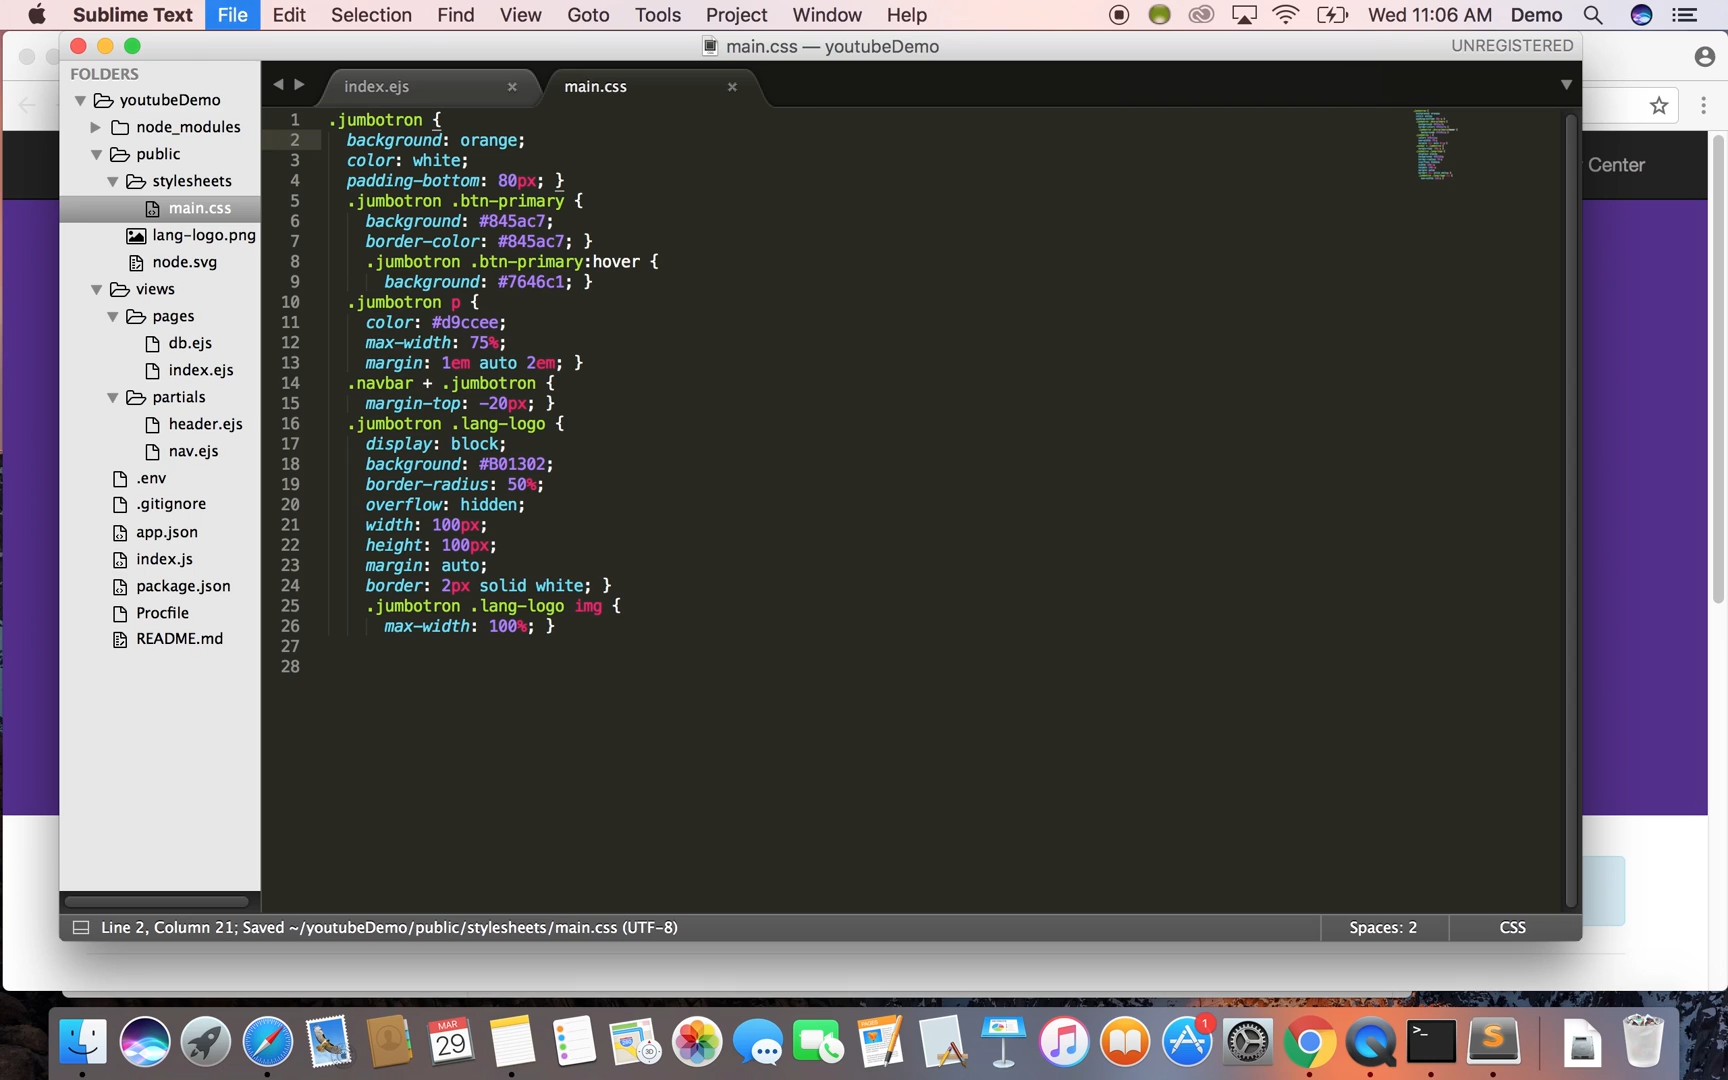 Sublime Text File Edit Selection Find View Goto Tools Project Window Help Wed 11:06 AM Demo
main.css — youtubeDemo UNREGISTERED
FOLDERS
youtubeDemo
node_modules
public
stylesheets
main.css
lang-logo.png
node.svg
views
pages
db.ejs
index.ejs
partials
header.ejs
nav.ejs
.env
.gitignore
app.json
index.js
package.json
Procfile
README.md
index.ejs × main.css ×
1 .jumbotron {
2 background: orange;
3 color: white;
4 padding-bottom: 80px; }
5 .jumbotron .btn-primary {
6 background: #845ac7;
7 border-color: #845ac7; }
8 .jumbotron .btn-primary:hover {
9 background: #7646c1; }
10 .jumbotron p {
11 color: #d9ccee;
12 max-width: 75%;
13 margin: 1em auto 2em; }
14 .navbar + .jumbotron {
15 margin-top: -20px; }
16 .jumbotron .lang-logo {
17 display: block;
18 background: #B01302;
19 border-radius: 50%;
20 overflow: hidden;
21 width: 100px;
22 height: 100px;
23 margin: auto;
24 border: 2px solid white; }
25 .jumbotron .lang-logo img {
26 max-width: 100%; }
27
28
Center
Line 2, Column 21; Saved ~/youtubeDemo/public/stylesheets/main.css (UTF-8) Spaces: 2 CSS
MAR
29
3D
PAGES
1
>_
S